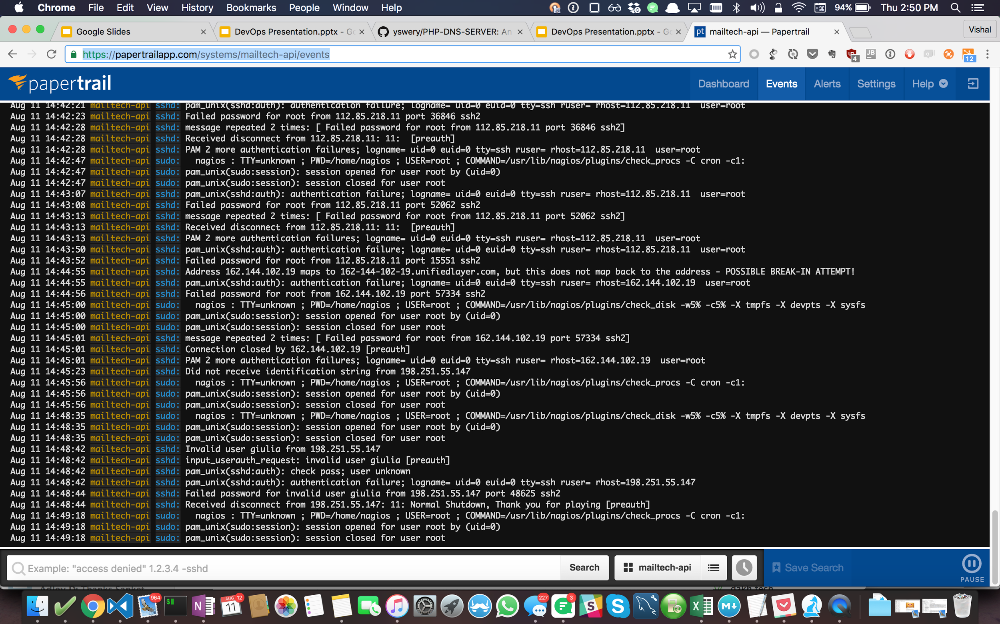 Chrome File Edit View History Bookmarks People Window Help 94% Thu 2:50 PM
Google Slides DevOps Presentation.pptx - Go yswery/PHP-DNS-SERVER: An DevOps Presentation.pptx - Go pt mailtech-api — Papertrail Vishal
https://papertrailapp.com/systems/mailtech-api/events 4 JB 12
papertrail Dashboard Events Alerts Settings Help
Aug 11 14:42:21 mailtech-api sshd: pam_unix(sshd:auth): authentication failure; logname= uid=0 euid=0 tty=ssh ruser= rhost=112.85.218.11 user=root
Aug 11 14:42:23 mailtech-api sshd: Failed password for root from 112.85.218.11 port 36846 ssh2
Aug 11 14:42:28 mailtech-api sshd: message repeated 2 times: [ Failed password for root from 112.85.218.11 port 36846 ssh2]
Aug 11 14:42:28 mailtech-api sshd: Received disconnect from 112.85.218.11: 11: [preauth]
Aug 11 14:42:28 mailtech-api sshd: PAM 2 more authentication failures; logname= uid=0 euid=0 tty=ssh ruser= rhost=112.85.218.11 user=root
Aug 11 14:42:47 mailtech-api sudo: nagios : TTY=unknown ; PWD=/home/nagios ; USER=root ; COMMAND=/usr/lib/nagios/plugins/check_procs -C cron -c1:
Aug 11 14:42:47 mailtech-api sudo: pam_unix(sudo:session): session opened for user root by (uid=0)
Aug 11 14:42:47 mailtech-api sudo: pam_unix(sudo:session): session closed for user root
Aug 11 14:43:07 mailtech-api sshd: pam_unix(sshd:auth): authentication failure; logname= uid=0 euid=0 tty=ssh ruser= rhost=112.85.218.11 user=root
Aug 11 14:43:08 mailtech-api sshd: Failed password for root from 112.85.218.11 port 52062 ssh2
Aug 11 14:43:13 mailtech-api sshd: message repeated 2 times: [ Failed password for root from 112.85.218.11 port 52062 ssh2]
Aug 11 14:43:13 mailtech-api sshd: Received disconnect from 112.85.218.11: 11: [preauth]
Aug 11 14:43:13 mailtech-api sshd: PAM 2 more authentication failures; logname= uid=0 euid=0 tty=ssh ruser= rhost=112.85.218.11 user=root
Aug 11 14:43:50 mailtech-api sshd: pam_unix(sshd:auth): authentication failure; logname= uid=0 euid=0 tty=ssh ruser= rhost=112.85.218.11 user=root
Aug 11 14:43:52 mailtech-api sshd: Failed password for root from 112.85.218.11 port 15551 ssh2
Aug 11 14:44:55 mailtech-api sshd: Address 162.144.102.19 maps to 162-144-102-19.unifiedlayer.com, but this does not map back to the address - POSSIBLE BREAK-IN ATTEMPT!
Aug 11 14:44:55 mailtech-api sshd: pam_unix(sshd:auth): authentication failure; logname= uid=0 euid=0 tty=ssh ruser= rhost=162.144.102.19 user=root
Aug 11 14:44:56 mailtech-api sshd: Failed password for root from 162.144.102.19 port 57334 ssh2
Aug 11 14:45:00 mailtech-api sudo: nagios : TTY=unknown ; PWD=/home/nagios ; USER=root ; COMMAND=/usr/lib/nagios/plugins/check_disk -w5% -c5% -X tmpfs -X devpts -X sysfs
Aug 11 14:45:00 mailtech-api sudo: pam_unix(sudo:session): session opened for user root by (uid=0)
Aug 11 14:45:00 mailtech-api sudo: pam_unix(sudo:session): session closed for user root
Aug 11 14:45:01 mailtech-api sshd: message repeated 2 times: [ Failed password for root from 162.144.102.19 port 57334 ssh2]
Aug 11 14:45:01 mailtech-api sshd: Connection closed by 162.144.102.19 [preauth]
Aug 11 14:45:01 mailtech-api sshd: PAM 2 more authentication failures; logname= uid=0 euid=0 tty=ssh ruser= rhost=162.144.102.19 user=root
Aug 11 14:45:23 mailtech-api sshd: Did not receive identification string from 198.251.55.147
Aug 11 14:45:56 mailtech-api sudo: nagios : TTY=unknown ; PWD=/home/nagios ; USER=root ; COMMAND=/usr/lib/nagios/plugins/check_procs -C cron -c1:
Aug 11 14:45:56 mailtech-api sudo: pam_unix(sudo:session): session opened for user root by (uid=0)
Aug 11 14:45:56 mailtech-api sudo: pam_unix(sudo:session): session closed for user root
Aug 11 14:48:35 mailtech-api sudo: nagios : TTY=unknown ; PWD=/home/nagios ; USER=root ; COMMAND=/usr/lib/nagios/plugins/check_disk -w5% -c5% -X tmpfs -X devpts -X sysfs
Aug 11 14:48:35 mailtech-api sudo: pam_unix(sudo:session): session opened for user root by (uid=0)
Aug 11 14:48:35 mailtech-api sudo: pam_unix(sudo:session): session closed for user root
Aug 11 14:48:42 mailtech-api sshd: Invalid user giulia from 198.251.55.147
Aug 11 14:48:42 mailtech-api sshd: input_userauth_request: invalid user giulia [preauth]
Aug 11 14:48:42 mailtech-api sshd: pam_unix(sshd:auth): check pass; user unknown
Aug 11 14:48:42 mailtech-api sshd: pam_unix(sshd:auth): authentication failure; logname= uid=0 euid=0 tty=ssh ruser= rhost=198.251.55.147
Aug 11 14:48:44 mailtech-api sshd: Failed password for invalid user giulia from 198.251.55.147 port 48625 ssh2
Aug 11 14:48:44 mailtech-api sshd: Received disconnect from 198.251.55.147: 11: Normal Shutdown, Thank you for playing [preauth]
Aug 11 14:49:18 mailtech-api sudo: nagios : TTY=unknown ; PWD=/home/nagios ; USER=root ; COMMAND=/usr/lib/nagios/plugins/check_procs -C cron -c1:
Aug 11 14:49:18 mailtech-api sudo: pam_unix(sudo:session): session opened for user root by (uid=0)
Aug 11 14:49:18 mailtech-api sudo: pam_unix(sudo:session): session closed for user root
Example: "access denied" 1.2.3.4 -sshd Search mailtech-api Save Search PAUSE
964 $ N AUG 12 11 227 3 S S X M